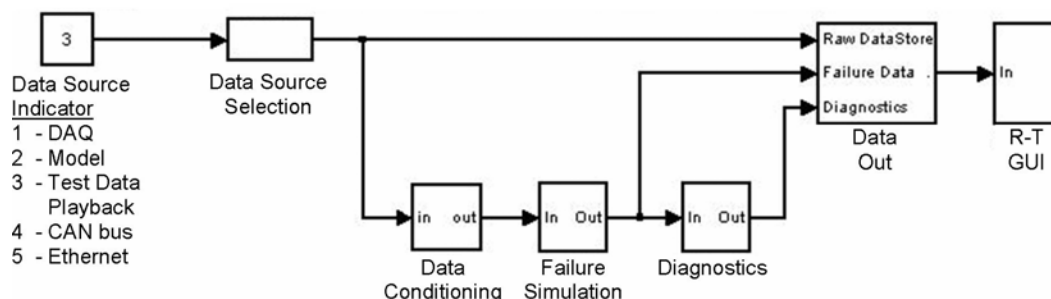 3
Data Source
Indicator
1 - DAQ
2 - Model
3 - Test Data
Playback
4 - CAN bus
5 - Ethernet
Data Source
Selection
in out
Data
Conditioning
In Out
Failure
Simulation
In Out
Diagnostics
Raw DataStore
Failure Data .
Diagnostics
Data
Out
In
R-T
GUI